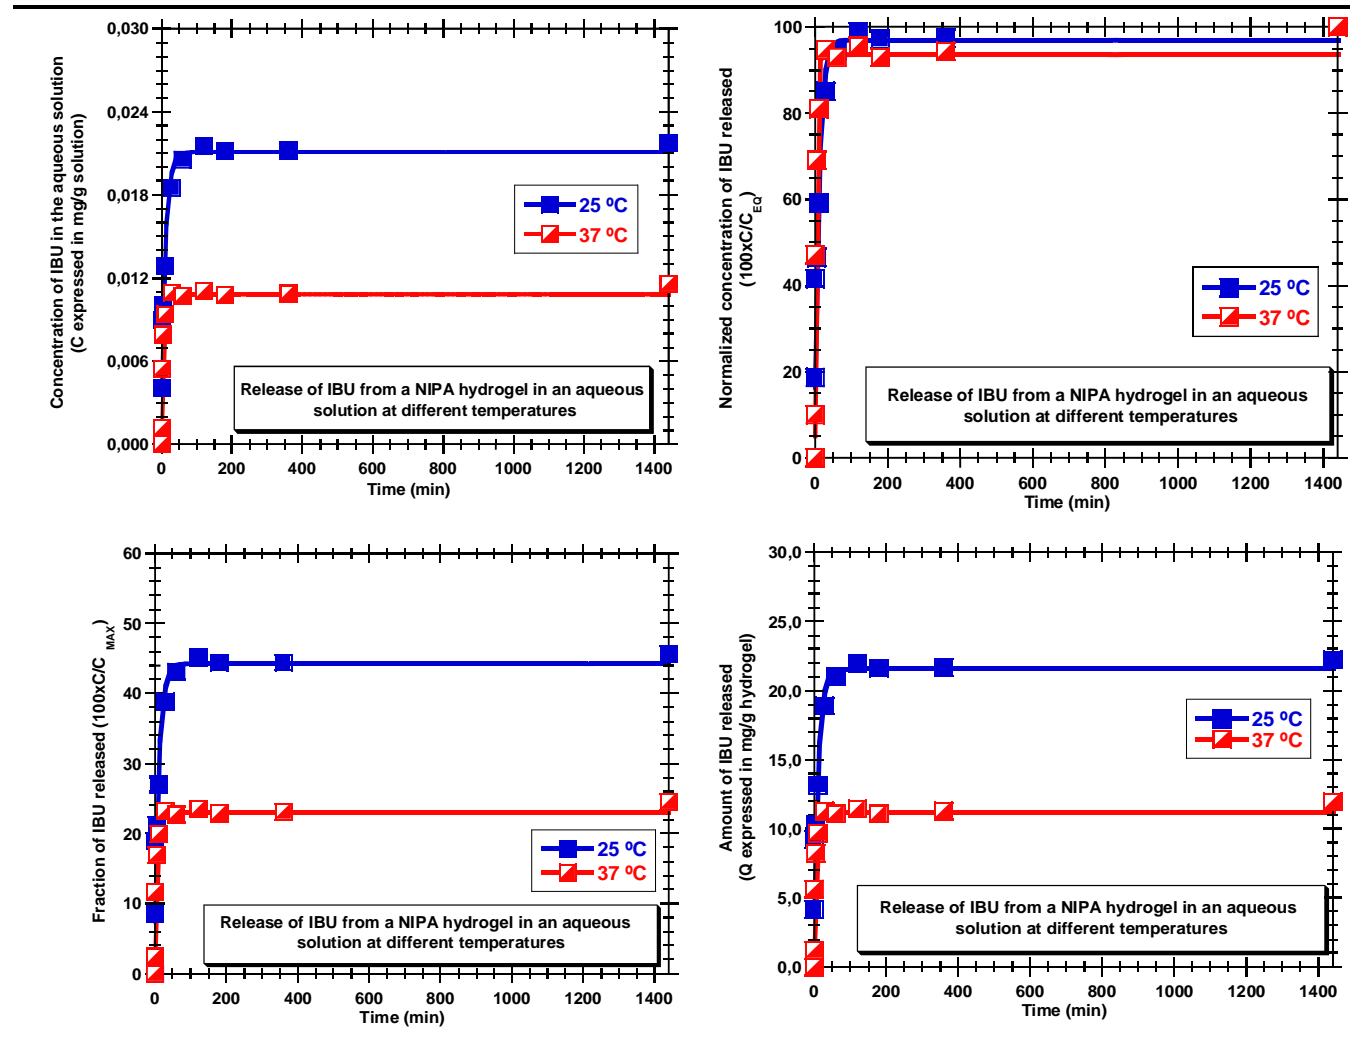 Concentration of IBU in the aqueous solution
(C expressed in mg/g solution)
0,030
0,024
0,018
0,012
0,006
0,000
25 ºC
37 ºC
Release of IBU from a NIPA hydrogel in an aqueous
solution at different temperatures
0 200 400 600 800 1000 1200 1400
Time (min)
Normalized concentration of IBU released
(100xC/C_EQ)
100
80
60
40
20
0
25 ºC
37 ºC
Release of IBU from a NIPA hydrogel in an aqueous
solution at different temperatures
0 200 400 600 800 1000 1200 1400
Time (min)
Fraction of IBU released (100xC/C_MAX)
60
50
40
30
20
10
0
25 ºC
37 ºC
Release of IBU from a NIPA hydrogel in an aqueous
solution at different temperatures
0 200 400 600 800 1000 1200 1400
Time (min)
Amount of IBU released
(Q expressed in mg/g hydrogel)
30,0
25,0
20,0
15,0
10,0
5,0
0,0
25 ºC
37 ºC
Release of IBU from a NIPA hydrogel in an aqueous
solution at different temperatures
0 200 400 600 800 1000 1200 1400
Time (min)